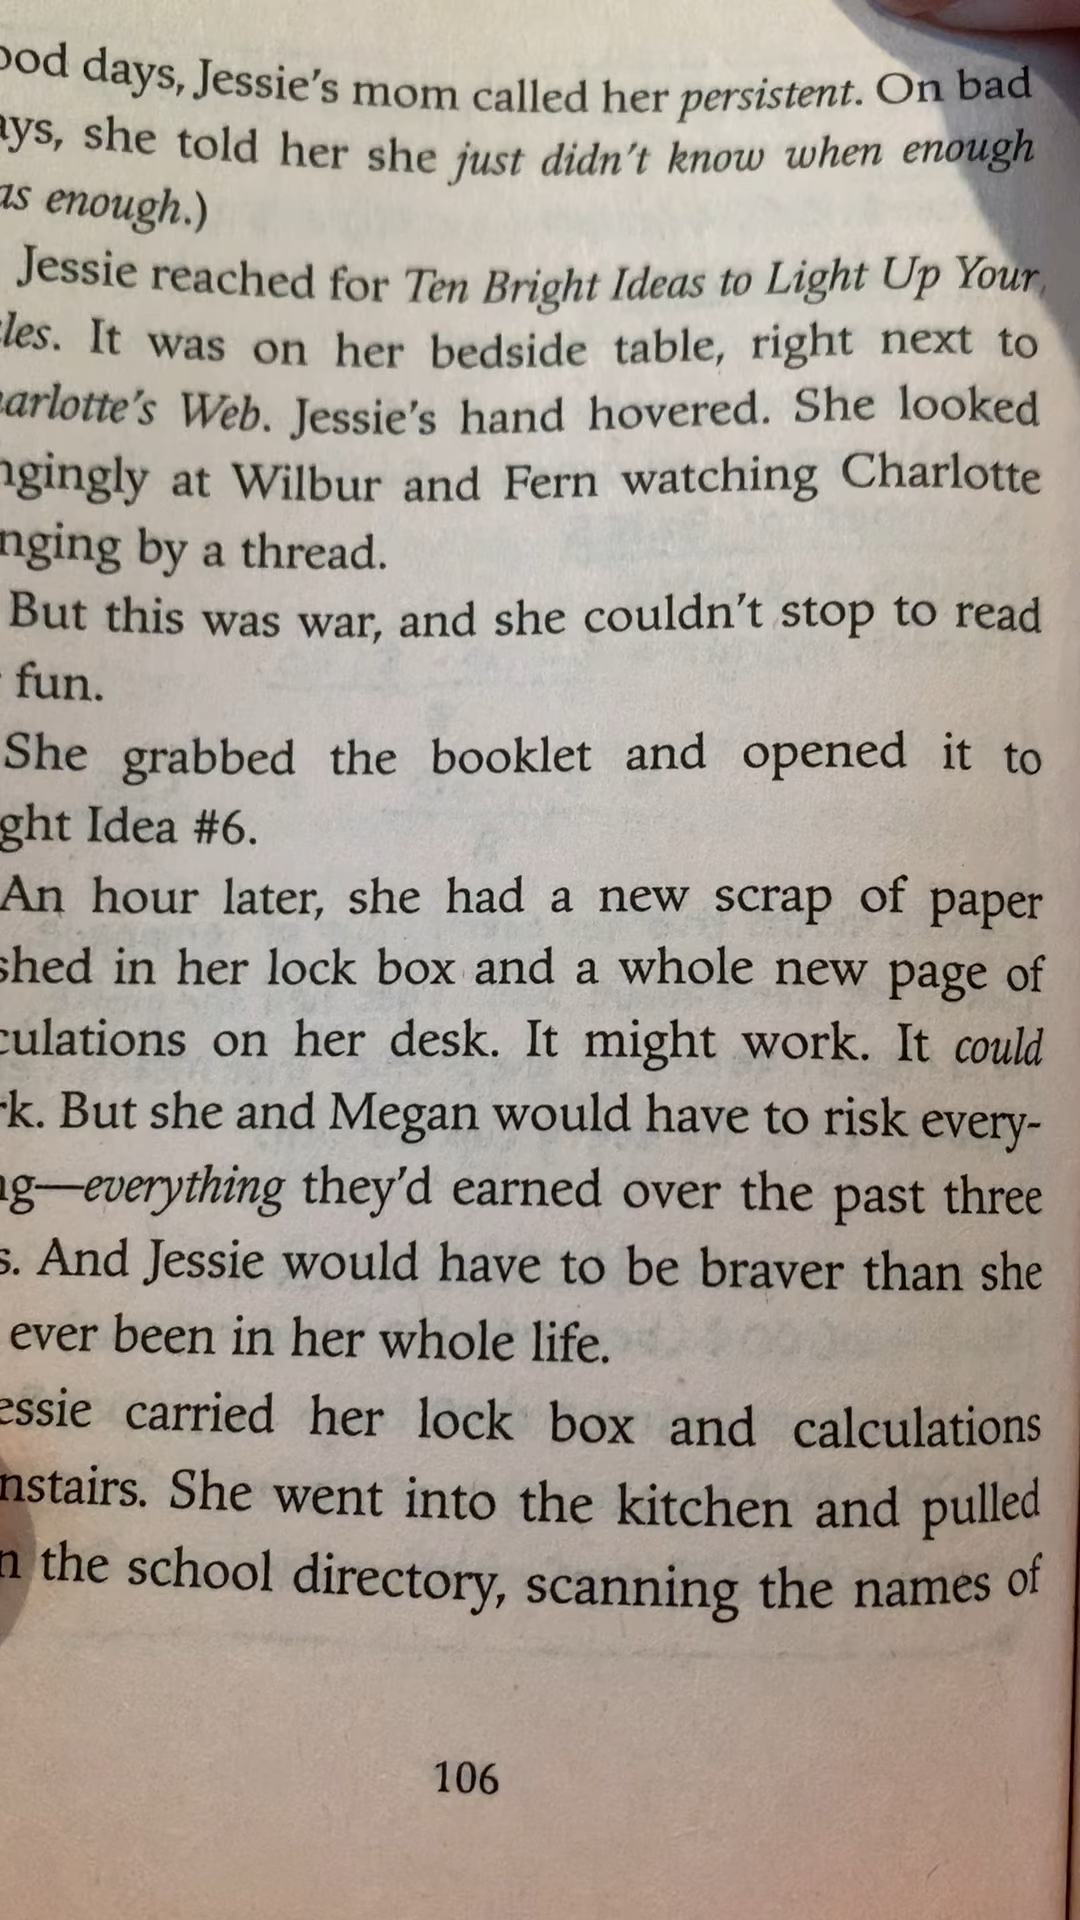 ood days, Jessie's mom called her persistent. On bad
ays, she told her she just didn't know when enough
as enough.)
Jessie reached for Ten Bright Ideas to Light Up Your
les. It was on her bedside table, right next to
arlotte's Web. Jessie's hand hovered. She looked
ngingly at Wilbur and Fern watching Charlotte
nging by a thread.
But this was war, and she couldn't stop to read
fun.
She grabbed the booklet and opened it to
ght Idea #6.
An hour later, she had a new scrap of paper
shed in her lock box and a whole new page of
culations on her desk. It might work. It could
rk. But she and Megan would have to risk every-
ng—everything they'd earned over the past three
s. And Jessie would have to be braver than she
ever been in her whole life.
essie carried her lock box and calculations
nstairs. She went into the kitchen and pulled
n the school directory, scanning the names of
106